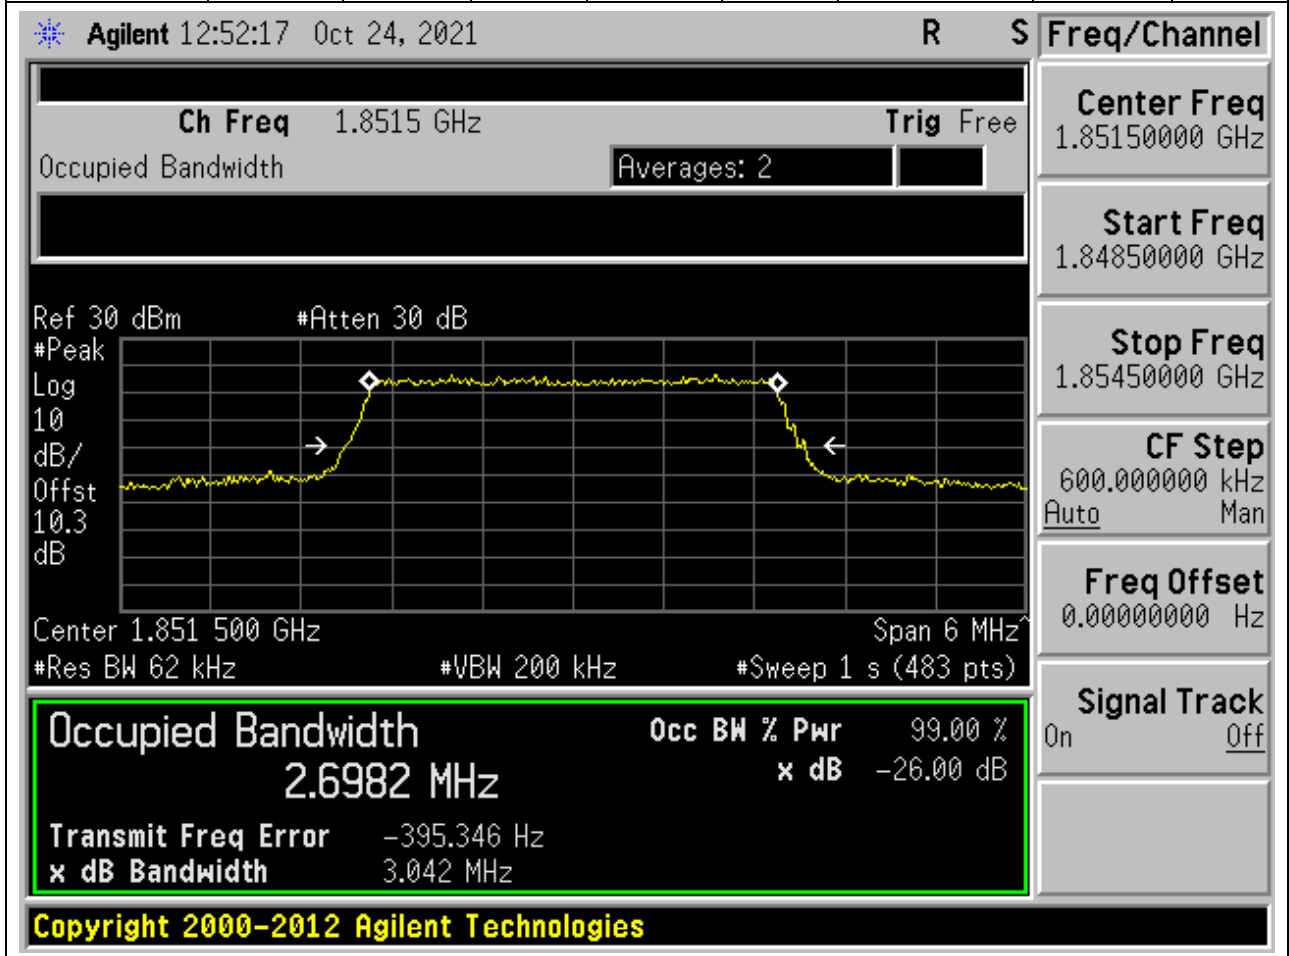 Agilent 12:52:17 Oct 24, 2021 R S Freq/Channel
Ch Freq 1.8515 GHz Trig Free
Occupied Bandwidth Averages: 2
Center Freq
1.85150000 GHz
Start Freq
1.84850000 GHz
Stop Freq
1.85450000 GHz
CF Step
600.000000 kHz
Auto Man
Freq Offset
0.00000000 Hz
Signal Track
On Off
Ref 30 dBm #Atten 30 dB
#Peak
Log
10
dB/
Offst
10.3
dB
Center 1.851 500 GHz Span 6 MHz^
#Res BW 62 kHz #VBW 200 kHz #Sweep 1 s (483 pts)
Occupied Bandwidth Occ BW % Pwr 99.00 %
2.6982 MHz x dB -26.00 dB
Transmit Freq Error -395.346 Hz
x dB Bandwidth 3.042 MHz
Copyright 2000-2012 Agilent Technologies